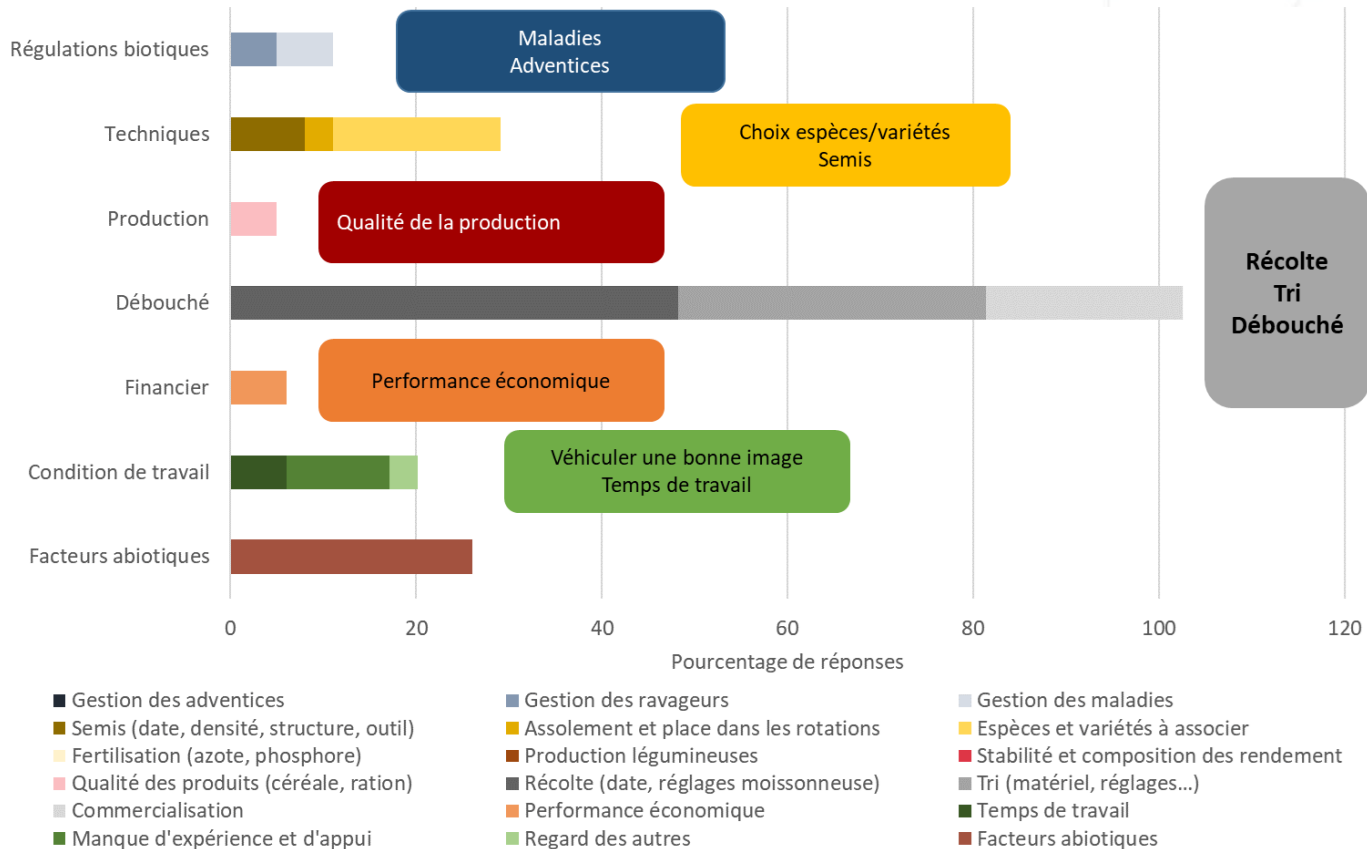 Régulations biotiques
Maladies
Adventices
Techniques
Choix espèces/variétés
Semis
Production
Qualité de la production
Débouché
Récolte
Tri
Débouché
Financier
Performance économique
Condition de travail
Véhiculer une bonne image
Temps de travail
Facteurs abiotiques
0 20 40 60 80 100 120
Pourcentage de réponses
Gestion des adventices Gestion des ravageurs Gestion des maladies
Semis (date, densité, structure, outil) Assolement et place dans les rotations Espèces et variétés à associer
Fertilisation (azote, phosphore) Production légumineuses Stabilité et composition des rendement
Qualité des produits (céréale, ration) Récolte (date, réglages moissonneuse) Tri (matériel, réglages...)
Commercialisation Performance économique Temps de travail
Manque d'expérience et d'appui Regard des autres Facteurs abiotiques